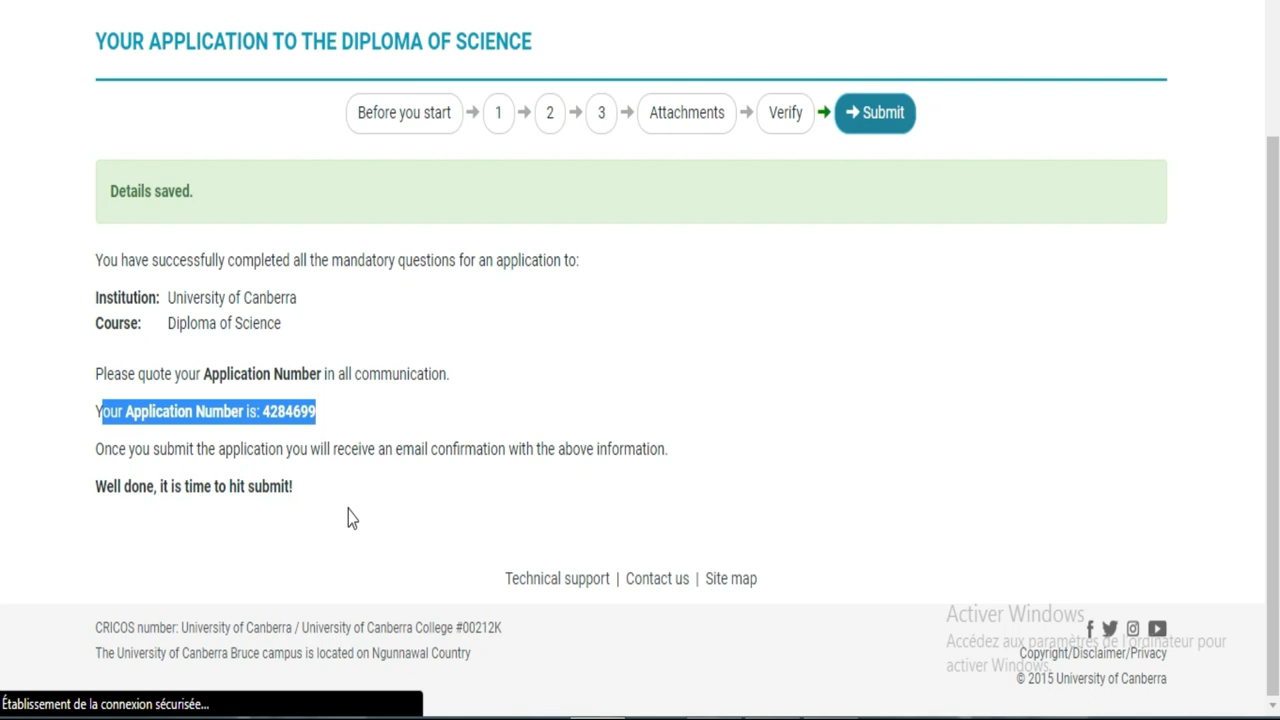 YOUR APPLICATION TO THE DIPLOMA OF SCIENCE
Before you start 1 2 3 Attachments Verify Submit
Details saved.
You have successfully completed all the mandatory questions for an application to:
Institution: University of Canberra
Course: Diploma of Science
Please quote your Application Number in all communication.
Your Application Number is: 4284699
Once you submit the application you will receive an email confirmation with the above information.
Well done, it is time to hit submit!
Technical support | Contact us | Site map
Activer Windows
CRICOS number: University of Canberra / University of Canberra College #00212K
Accédez aux paramètres de l'ordinateur pour
The University of Canberra Bruce campus is located on Ngunnawal Country
Copyright/Disclaimer/Privacy
activer Windows.
© 2015 University of Canberra
Établissement de la connexion sécurisée...